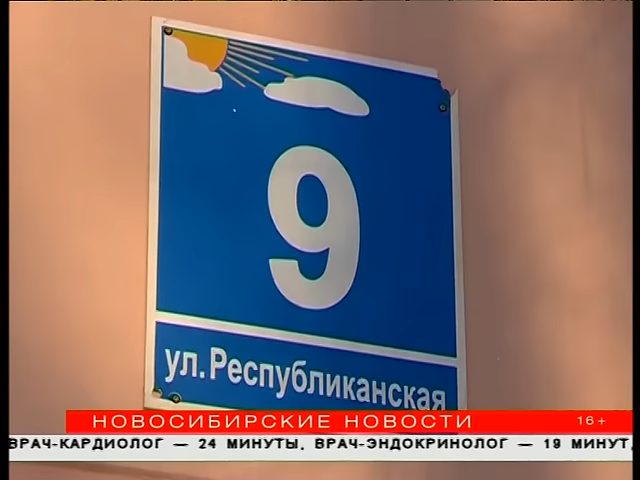 9
ул.Республиканская
НОВОСИБИРСКИЕ НОВОСТИ 16+
ВРАЧ-КАРДИОЛОГ — 24 МИНУТЫ, ВРАЧ-ЭНДОКРИНОЛОГ — 19 МИНУТ